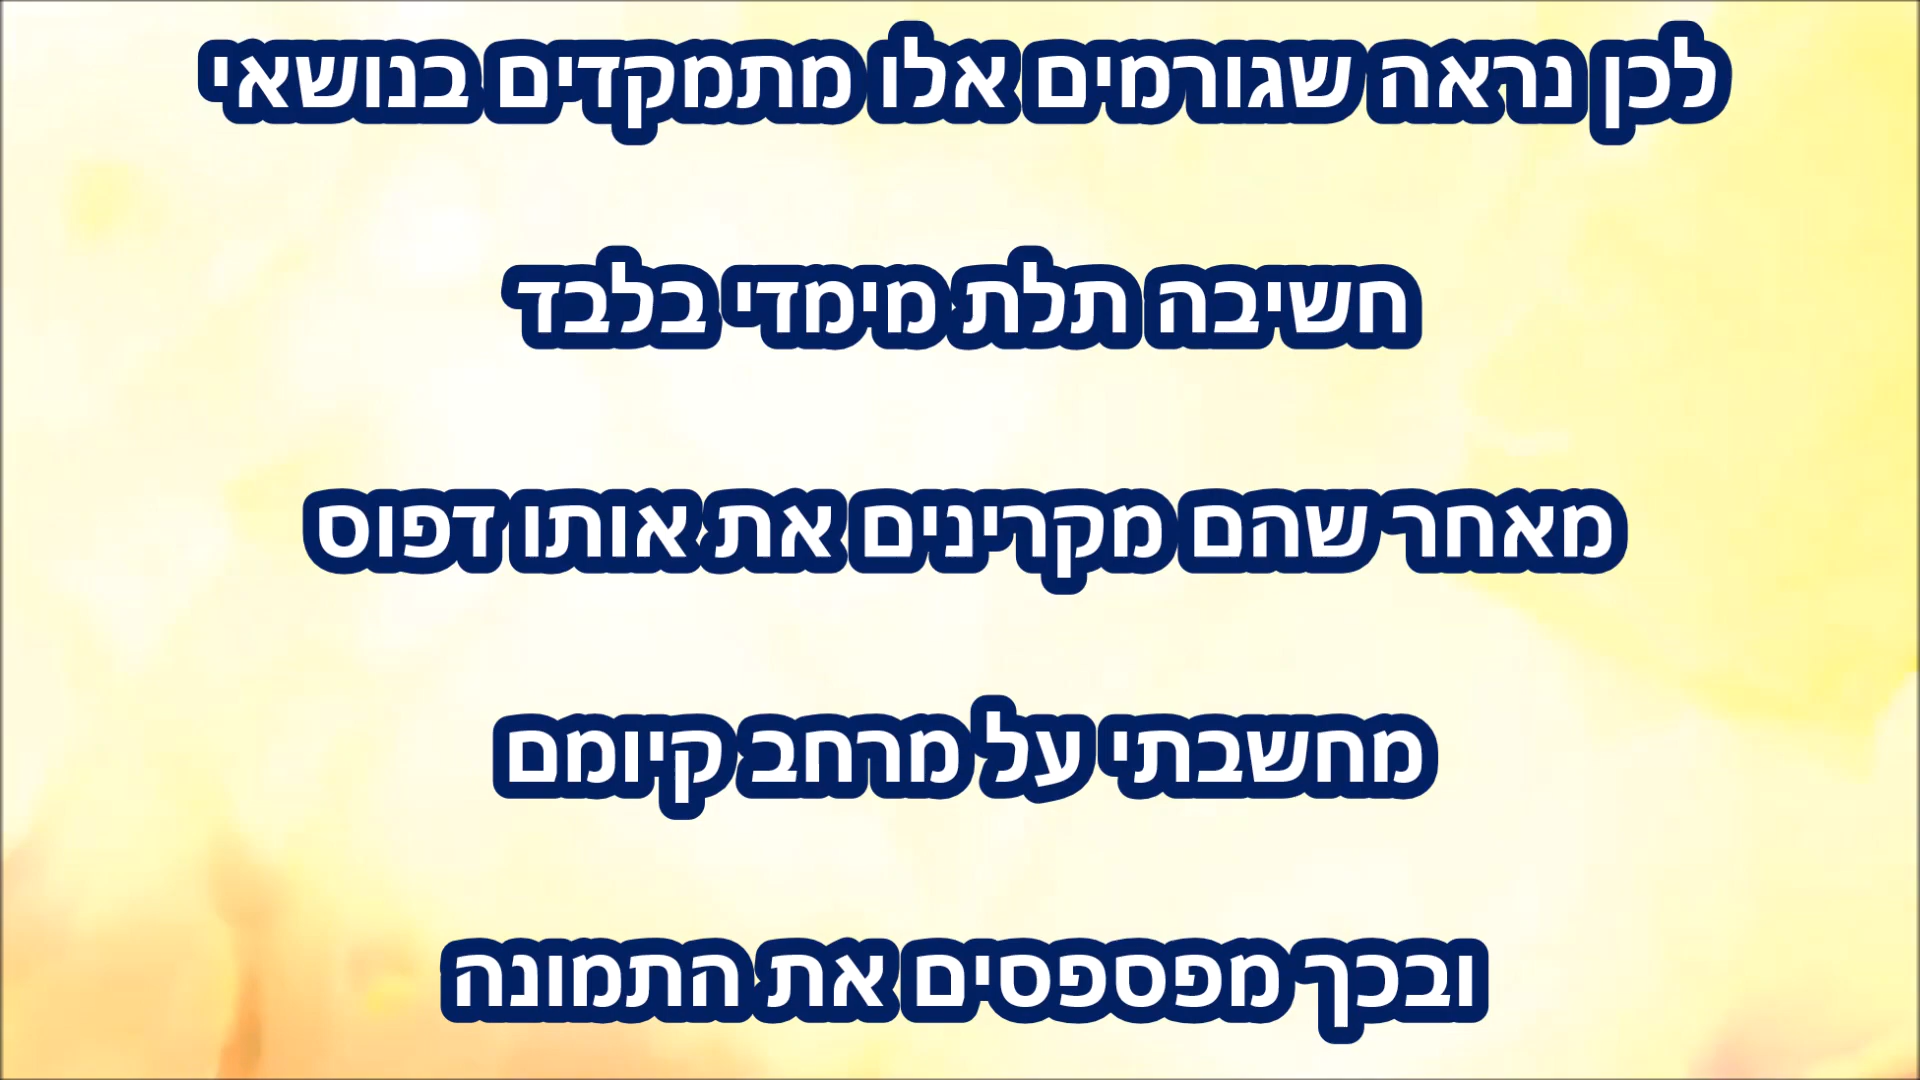 לכן נראה שגורמים אלו מתמקדים בנושאי
חשיבה תלת מימדי בלבד
מאחר שהם מקרינים את אותו דפוס
מחשבתי על מרחב קיומם
ובכך מפספסים את התמונה